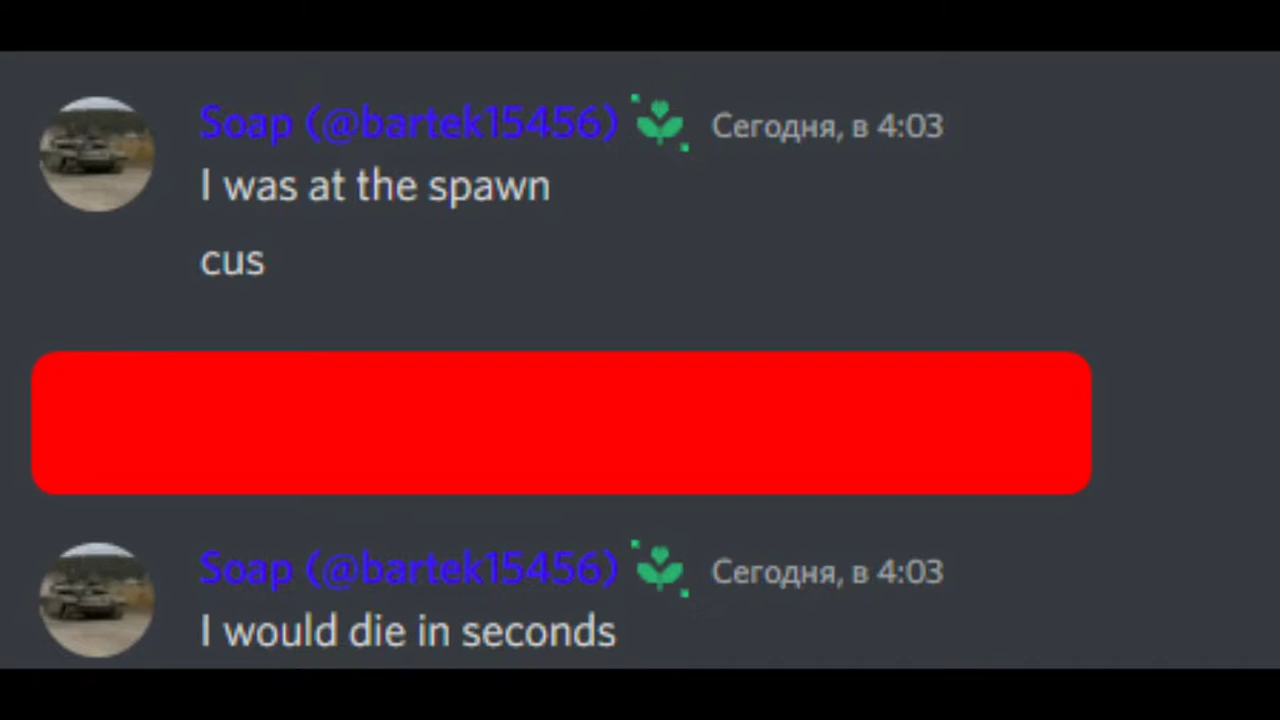 Soap (@bartek15456) Сегодня, в 4:03
I was at the spawn
cus
Soap (@bartek15456) Сегодня, в 4:03
I would die in seconds